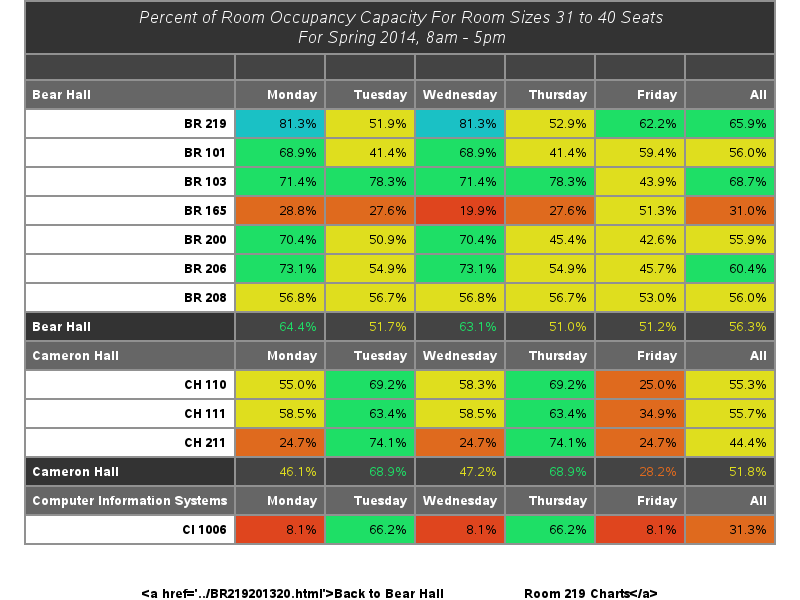 Percent of Room Occupancy Capacity For Room Sizes 31 to 40 Seats
For Spring 2014, 8am - 5pm
Bear Hall Monday Tuesday Wednesday Thursday Friday All
BR 219 81.3% 51.9% 81.3% 52.9% 62.2% 65.9%
BR 101 68.9% 41.4% 68.9% 41.4% 59.4% 56.0%
BR 103 71.4% 78.3% 71.4% 78.3% 43.9% 68.7%
BR 165 28.8% 27.6% 19.9% 27.6% 51.3% 31.0%
BR 200 70.4% 50.9% 70.4% 45.4% 42.6% 55.9%
BR 206 73.1% 54.9% 73.1% 54.9% 45.7% 60.4%
BR 208 56.8% 56.7% 56.8% 56.7% 53.0% 56.0%
Bear Hall 64.4% 51.7% 63.1% 51.0% 51.2% 56.3%
Cameron Hall Monday Tuesday Wednesday Thursday Friday All
CH 110 55.0% 69.2% 58.3% 69.2% 25.0% 55.3%
CH 111 58.5% 63.4% 58.5% 63.4% 34.9% 55.7%
CH 211 24.7% 74.1% 24.7% 74.1% 24.7% 44.4%
Cameron Hall 46.1% 68.9% 47.2% 68.9% 28.2% 51.8%
Computer Information Systems Monday Tuesday Wednesday Thursday Friday All
CI 1006 8.1% 66.2% 8.1% 66.2% 8.1% 31.3%
<a href='../BR219201320.html'>Back to Bear Hall Room 219 Charts</a>